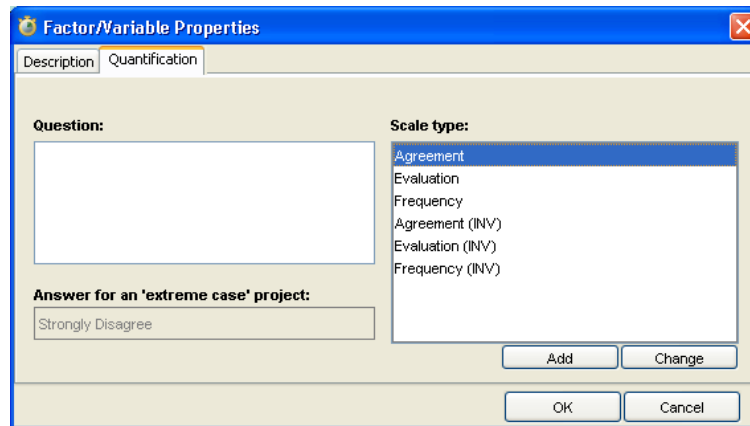 Factor/Variable Properties
Description Quantification
Question:
Scale type:
Agreement
Evaluation
Frequency
Agreement (INV)
Evaluation (INV)
Frequency (INV)
Answer for an 'extreme case' project:
Strongly Disagree
Add Change
OK Cancel